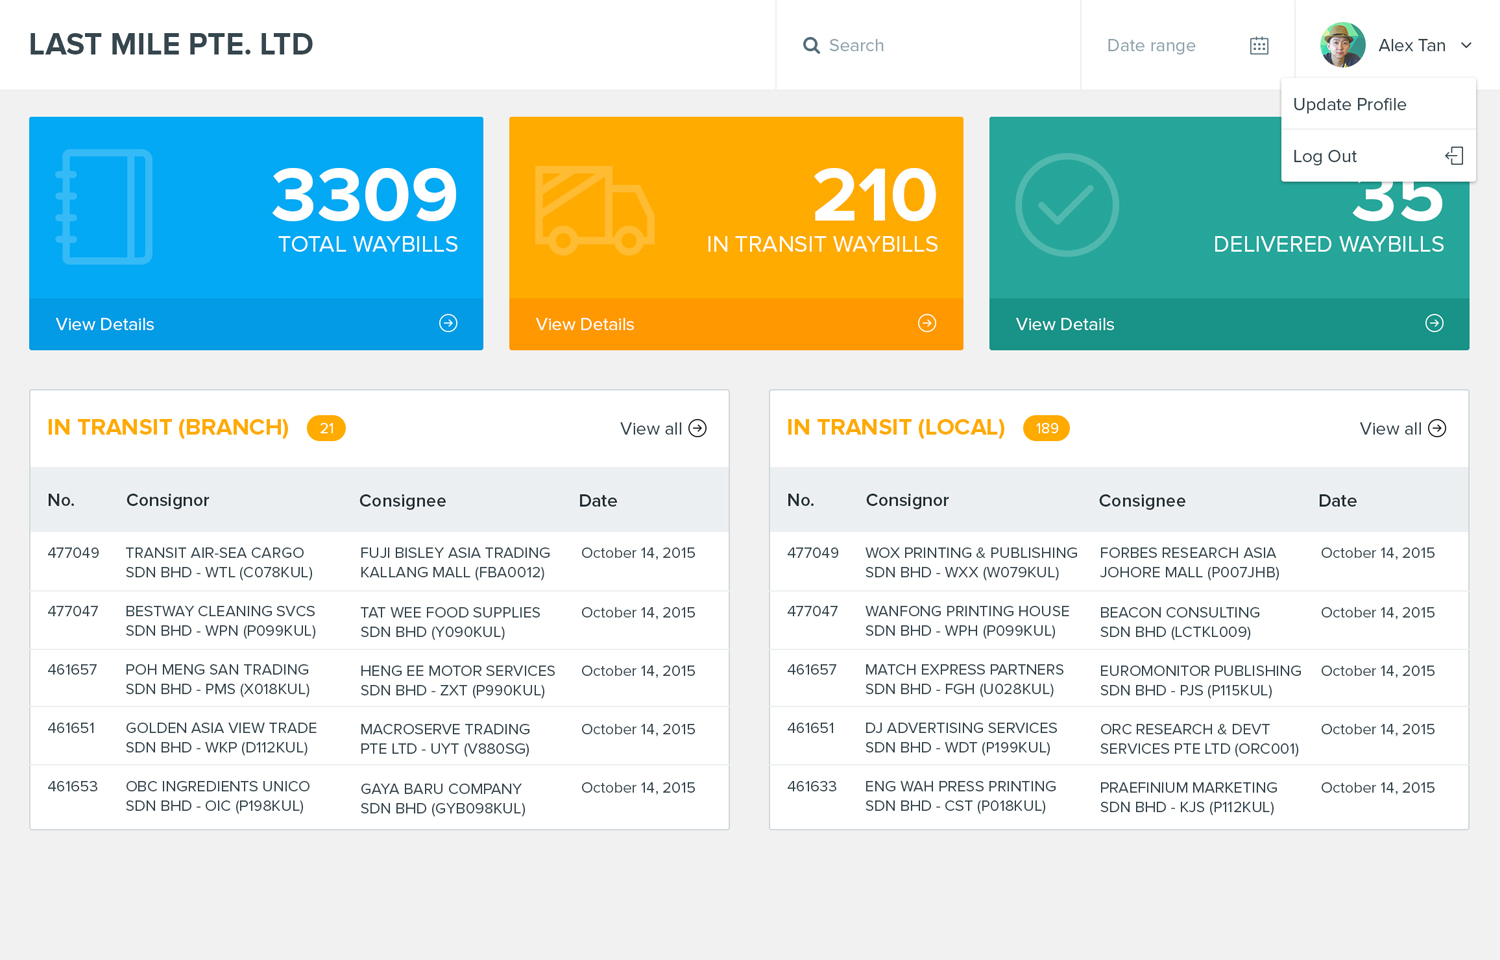 LAST MILE PTE. LTD
Search
Date range
Alex Tan
Update Profile
Log Out
3309
TOTAL WAYBILLS
View Details
210
IN TRANSIT WAYBILLS
View Details
35
DELIVERED WAYBILLS
View Details
IN TRANSIT (BRANCH) 21 View all
No. Consignor Consignee Date
477049 TRANSIT AIR-SEA CARGO FUJI BISLEY ASIA TRADING October 14, 2015
SDN BHD - WTL (C078KUL) KALLANG MALL (FBA0012)
477047 BESTWAY CLEANING SVCS TAT WEE FOOD SUPPLIES October 14, 2015
SDN BHD - WPN (P099KUL) SDN BHD (Y090KUL)
461657 POH MENG SAN TRADING HENG EE MOTOR SERVICES October 14, 2015
SDN BHD - PMS (X018KUL) SDN BHD - ZXT (P990KUL)
461651 GOLDEN ASIA VIEW TRADE MACROSERVE TRADING October 14, 2015
SDN BHD - WKP (D112KUL) PTE LTD - UYT (V880SG)
461653 OBC INGREDIENTS UNICO GAYA BARU COMPANY October 14, 2015
SDN BHD - OIC (P198KUL) SDN BHD (GYB098KUL)
IN TRANSIT (LOCAL) 189 View all
No. Consignor Consignee Date
477049 WOX PRINTING & PUBLISHING FORBES RESEARCH ASIA October 14, 2015
SDN BHD - WXX (W079KUL) JOHORE MALL (P007JHB)
477047 WANFONG PRINTING HOUSE BEACON CONSULTING October 14, 2015
SDN BHD - WPH (P099KUL) SDN BHD (LCTKL009)
461657 MATCH EXPRESS PARTNERS EUROMONITOR PUBLISHING October 14, 2015
SDN BHD - FGH (U028KUL) SDN BHD - PJS (P115KUL)
461651 DJ ADVERTISING SERVICES ORC RESEARCH & DEVT October 14, 2015
SDN BHD - WDT (P199KUL) SERVICES PTE LTD (ORC001)
461633 ENG WAH PRESS PRINTING PRAEFINIUM MARKETING October 14, 2015
SDN BHD - CST (P018KUL) SDN BHD - KJS (P112KUL)